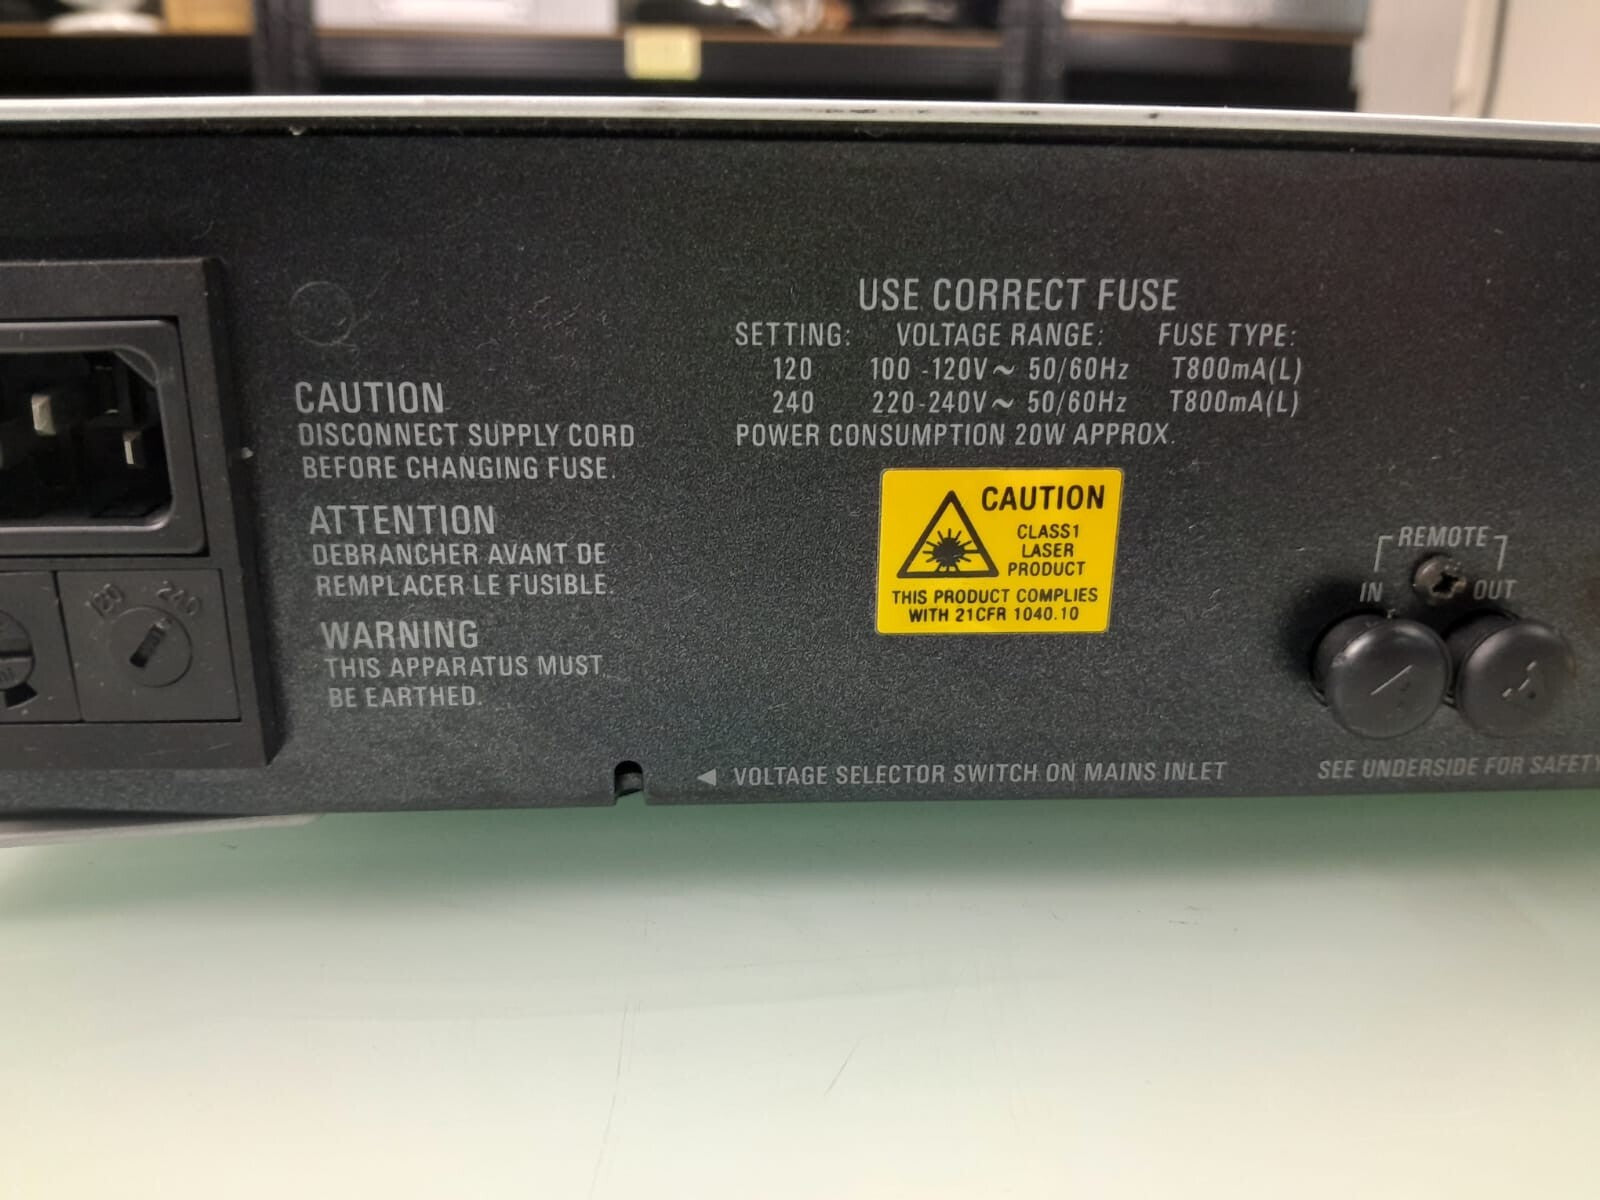 USE CORRECT FUSE
SETTING: VOLTAGE RANGE: FUSE TYPE:
120 100 -120V ~ 50/60Hz T800mA(L)
240 220-240V ~ 50/60Hz T800mA(L)
POWER CONSUMPTION 20W APPROX.
CAUTION
DISCONNECT SUPPLY CORD
BEFORE CHANGING FUSE.
ATTENTION
DEBRANCHER AVANT DE
REMPLACER LE FUSIBLE.
WARNING
THIS APPARATUS MUST
BE EARTHED.
120 240
CAUTION
CLASS1
LASER
PRODUCT
THIS PRODUCT COMPLIES
WITH 21CFR 1040.10
REMOTE
IN OUT
◄ VOLTAGE SELECTOR SWITCH ON MAINS INLET
SEE UNDERSIDE FOR SAFETY